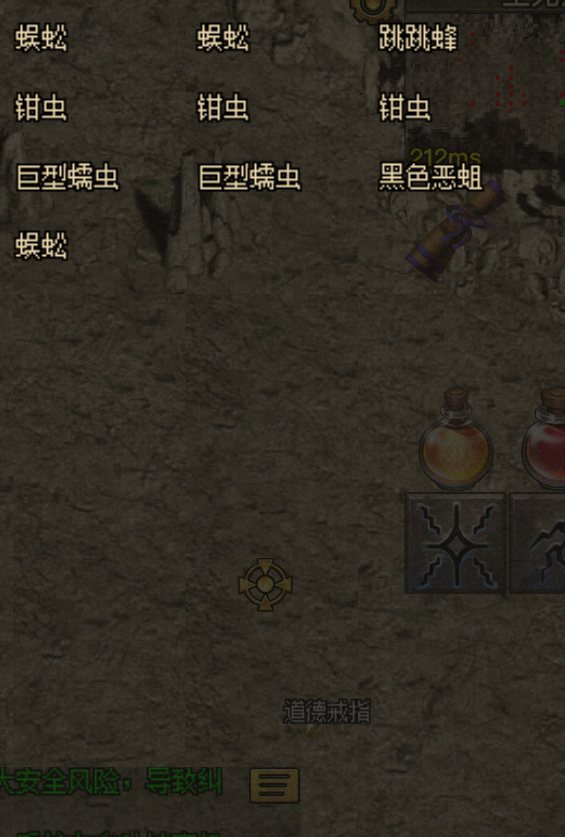 蜈蚣 蜈蚣 跳跳蜂
钳虫 钳虫 钳虫
212ms
巨型蠕虫 巨型蠕虫 黑色恶蛆
蜈蚣
道德戒指
大安全风险，导致纠